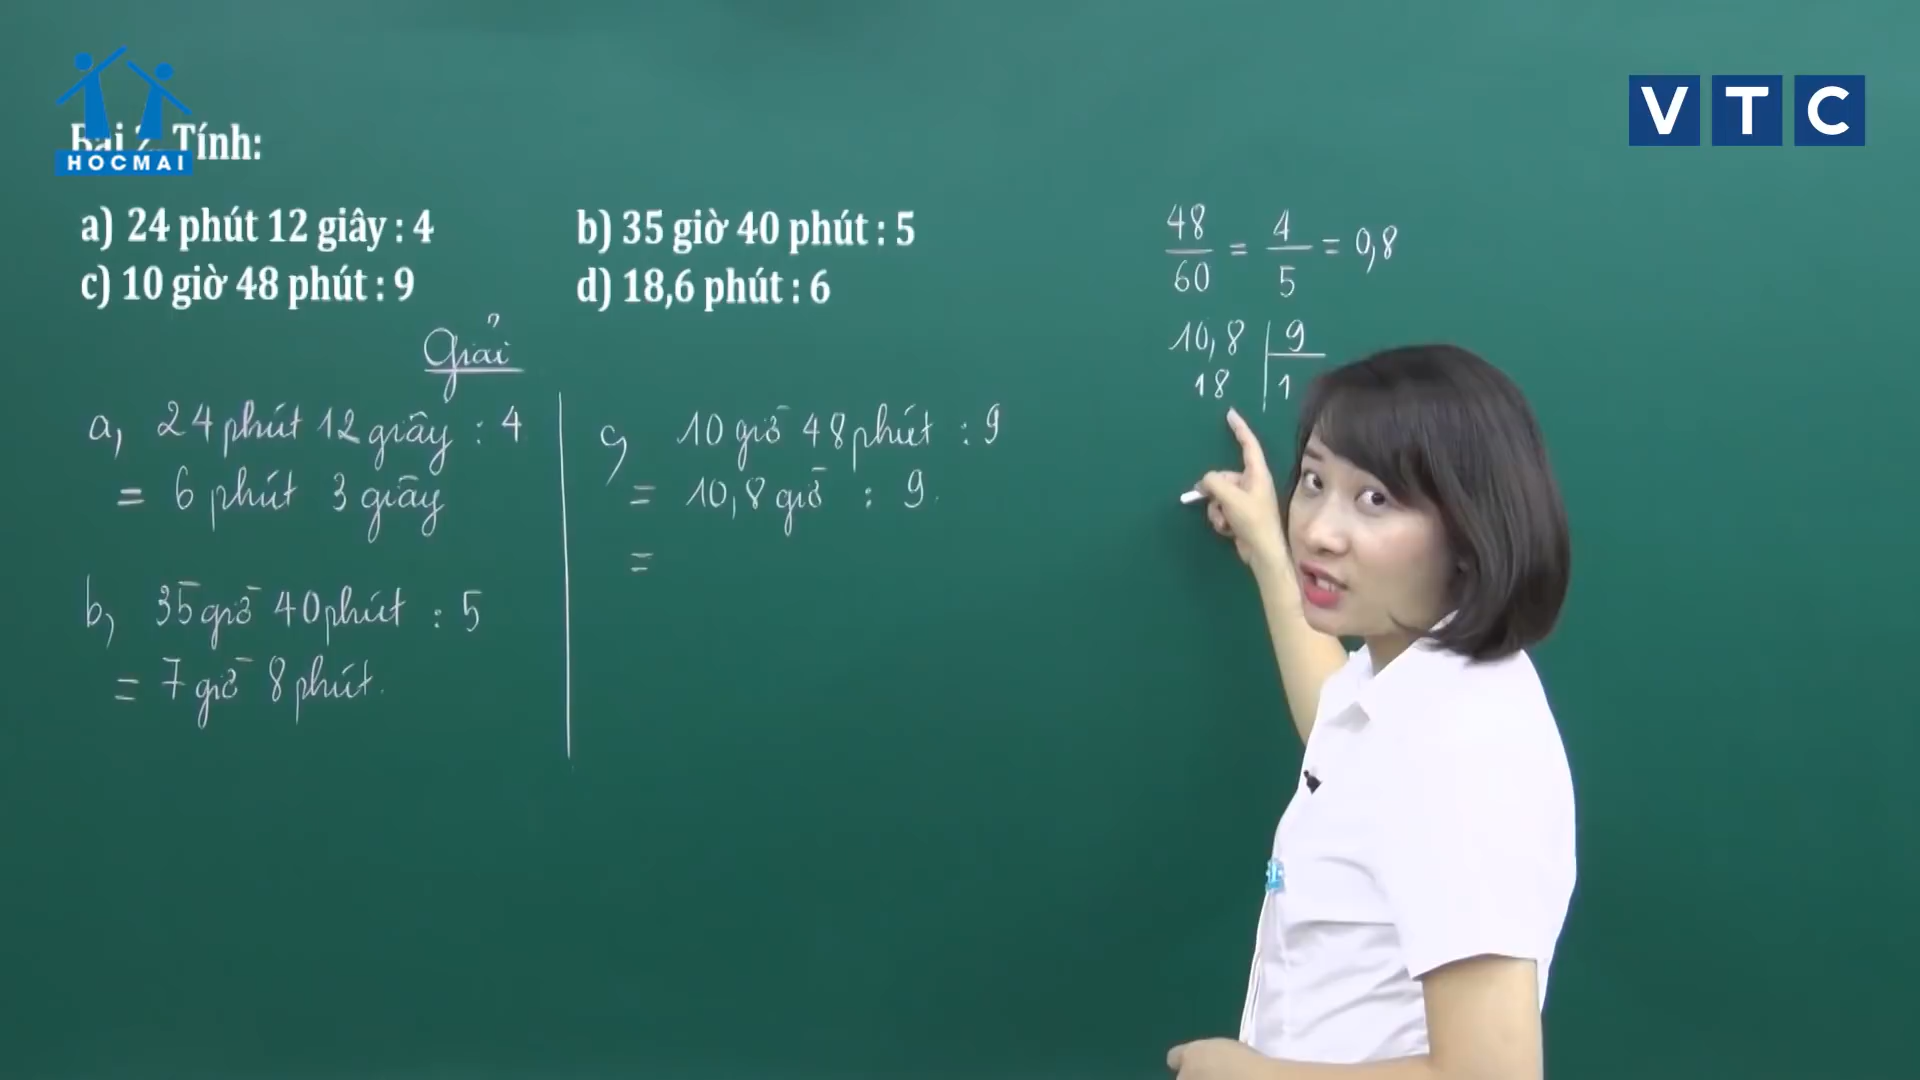 HOCMAI
VTC
Bài 2. Tính:
a) 24 phút 12 giây : 4
b) 35 giờ 40 phút : 5
c) 10 giờ 48 phút : 9
d) 18,6 phút : 6
Giải
a, 24 phút 12 giây : 4
= 6 phút 3 giây
b, 35 giờ 40 phút : 5
= 7 giờ 8 phút.
c, 10 giờ 48 phút : 9
= 10,8 giờ : 9.
=
48/60 = 4/5 = 0,8
10,8 | 9
18 | 1